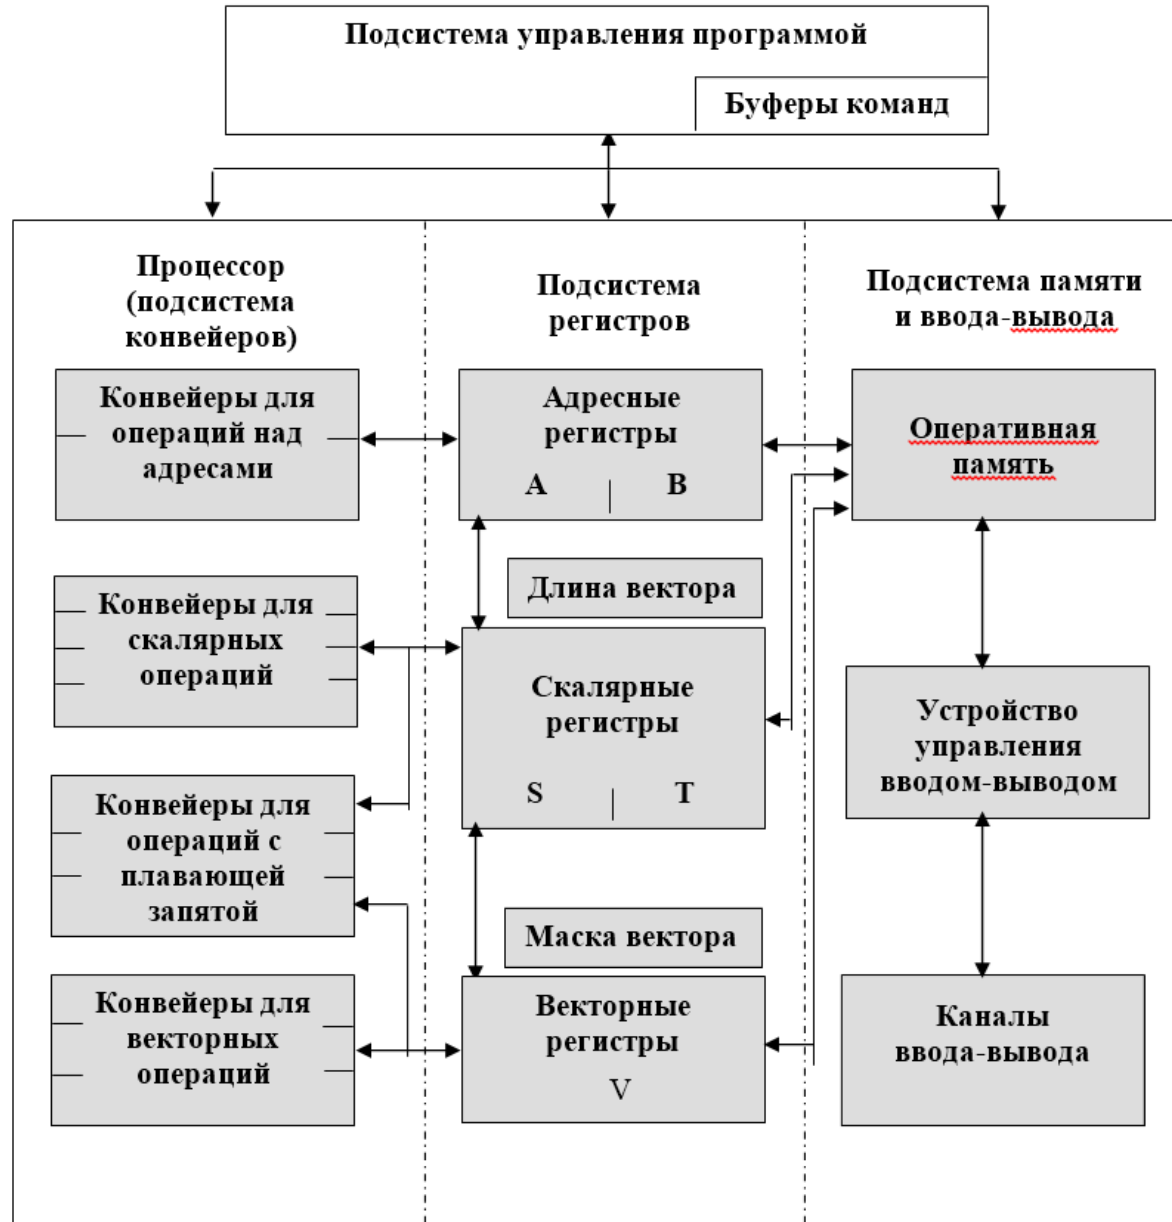 Подсистема управления программой
Буферы команд
Процессор
(подсистема
конвейеров)
Подсистема
регистров
Подсистема памяти
и ввода-вывода
Конвейеры для
операций над
адресами
Адресные
регистры
A
B
Оперативная
память
Длина вектора
Конвейеры для
скалярных
операций
Скалярные
регистры
S
T
Устройство
управления
вводом-выводом
Конвейеры для
операций с
плавающей
запятой
Маска вектора
Конвейеры для
векторных
операций
Векторные
регистры
V
Каналы
ввода-вывода